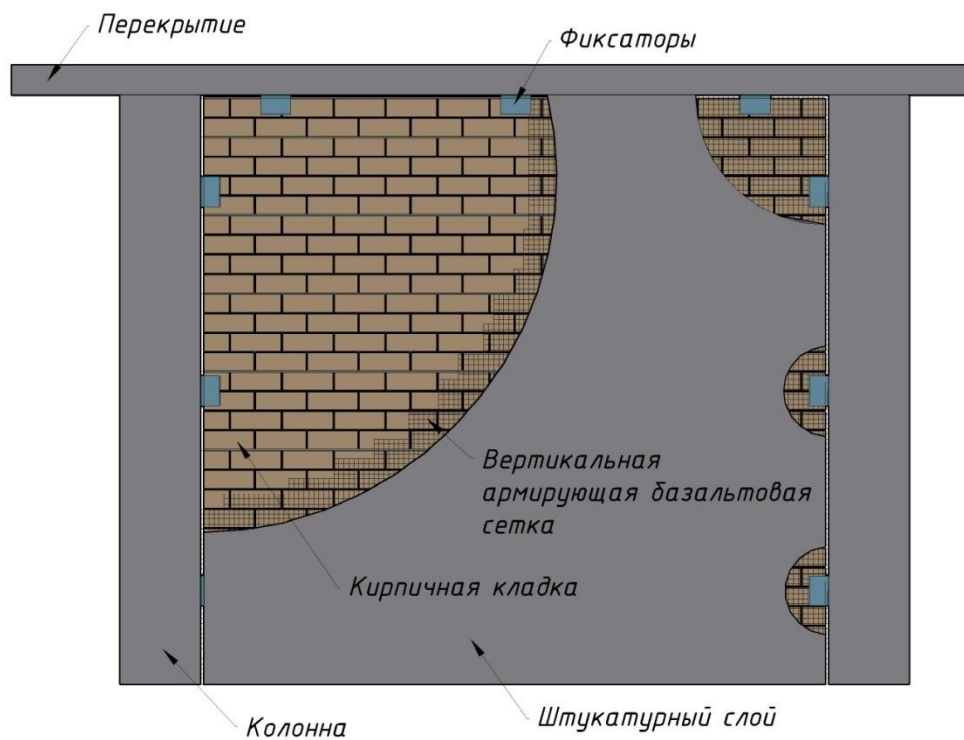 Перекрытие
Фиксаторы
Вертикальная
армирующая базальтовая
сетка
Кирпичная кладка
Колонна
Штукатурный слой